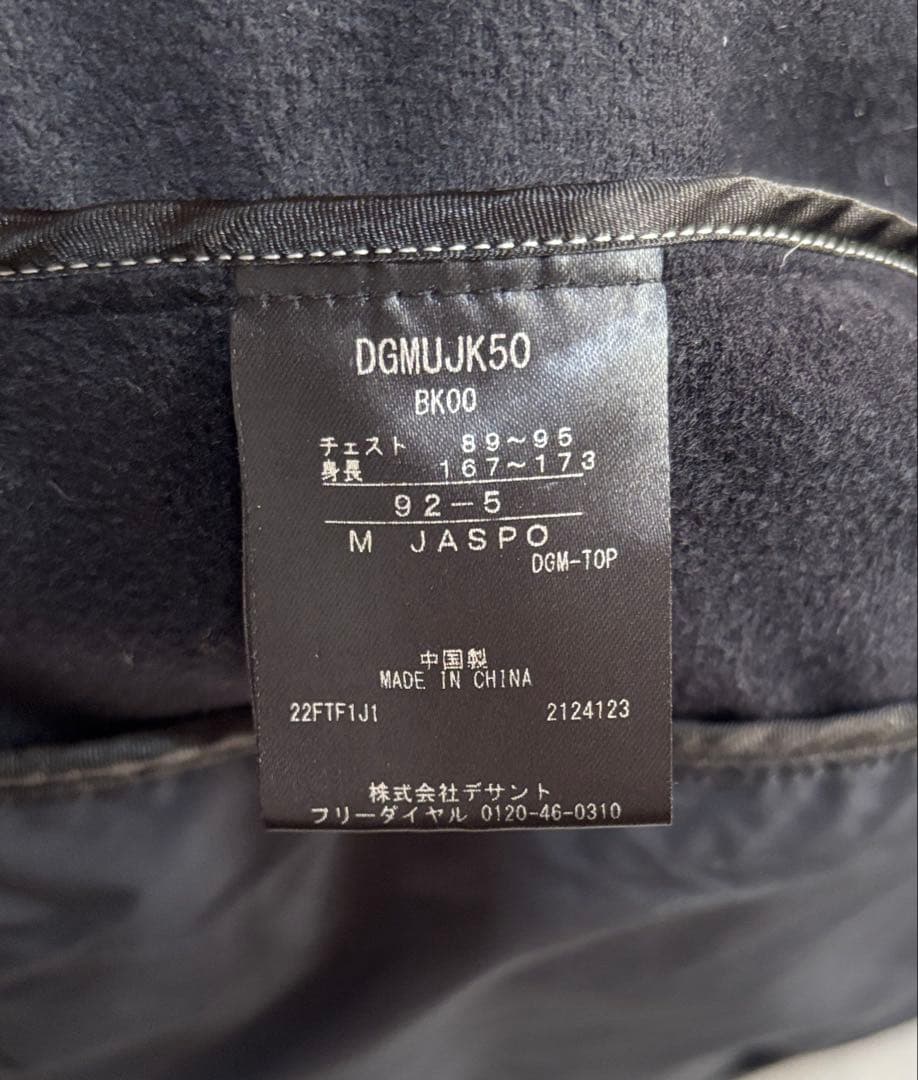 DGMUJK50
BK00
チェスト 89～95
身長 167～173
92－5
M JASPO
DGM-TOP
中国製
MADE IN CHINA
22FTF1J1 2124123
株式会社デサント
フリーダイヤル 0120-46-0310